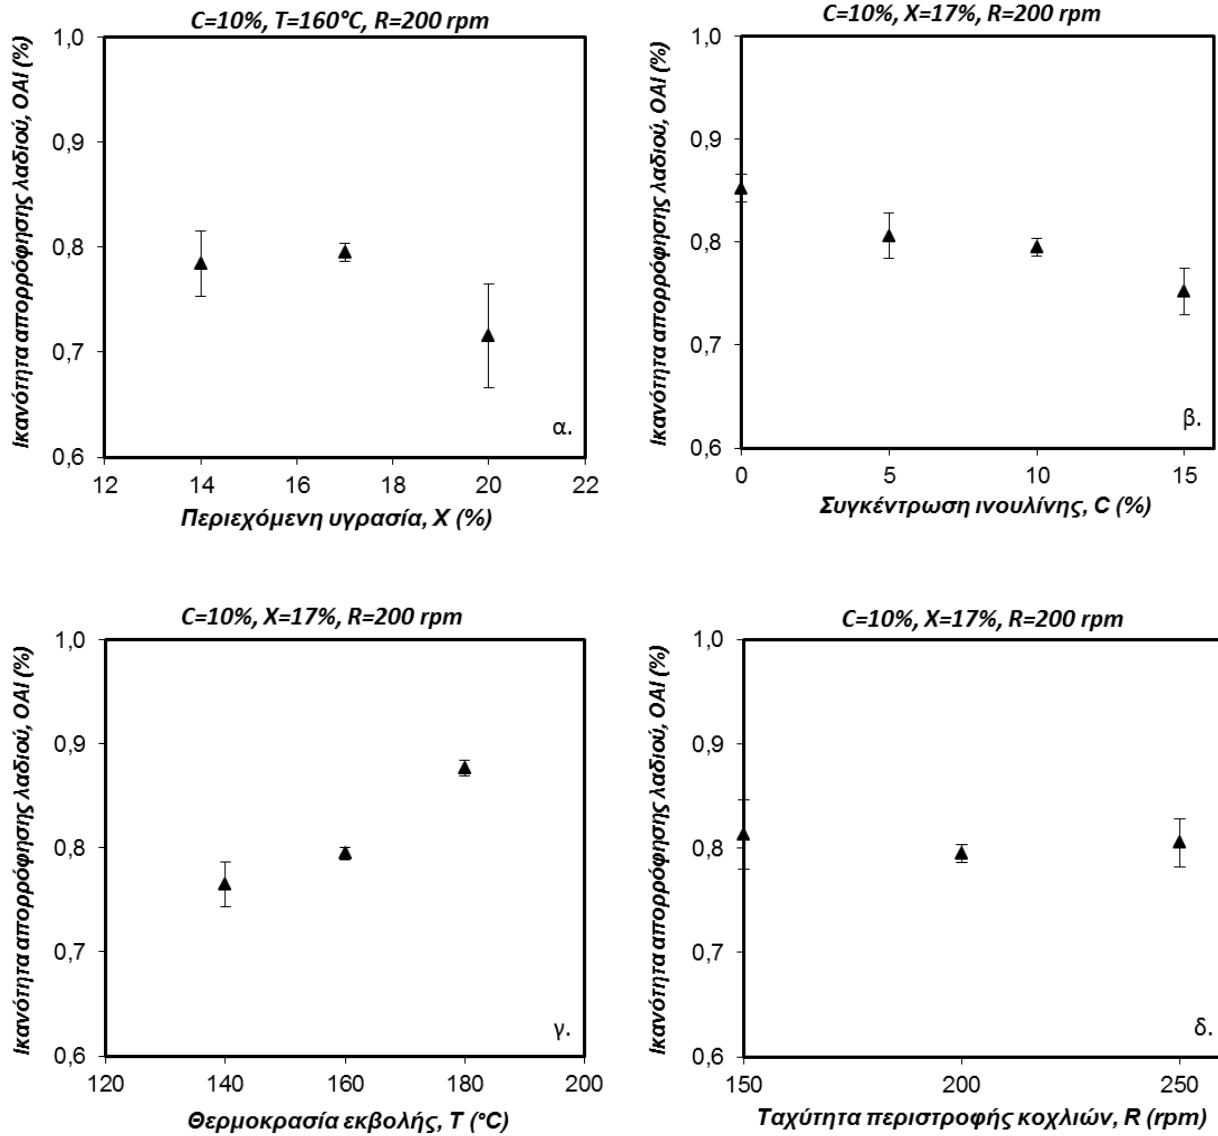 C=10%, T=160°C, R=200 rpm
Ικανότητα απορρόφησης λαδιού, OAI (%)
1,0
0,9
0,8
0,7
0,6
α.
12 14 16 18 20 22
Περιεχόμενη υγρασία, X (%)
C=10%, X=17%, R=200 rpm
Ικανότητα απορρόφησης λαδιού, OAI (%)
1,0
0,9
0,8
0,7
0,6
β.
0 5 10 15
Συγκέντρωση ινουλίνης, C (%)
C=10%, X=17%, R=200 rpm
Ικανότητα απορρόφησης λαδιού, OAI (%)
1,0
0,9
0,8
0,7
0,6
γ.
120 140 160 180 200
Θερμοκρασία εκβολής, T (°C)
C=10%, X=17%, R=200 rpm
Ικανότητα απορρόφησης λαδιού, OAI (%)
1,0
0,9
0,8
0,7
0,6
δ.
150 200 250
Ταχύτητα περιστροφής κοχλιών, R (rpm)